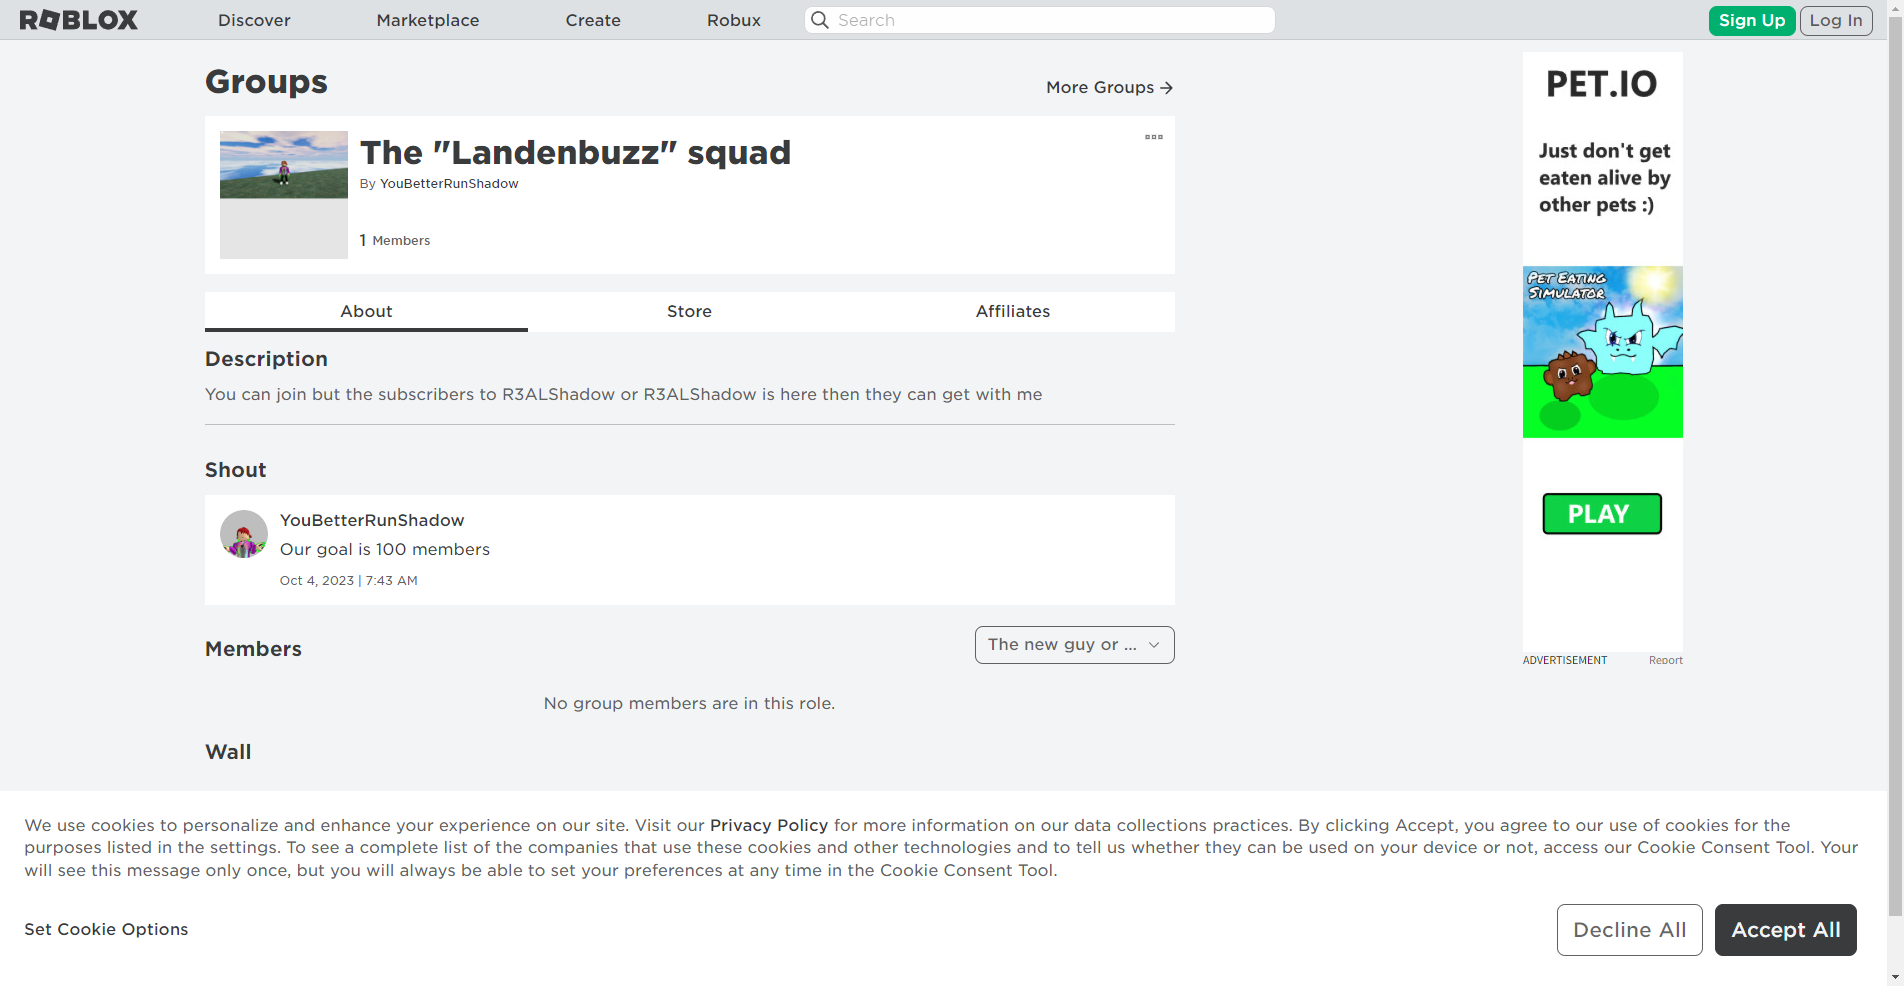 ROBLOX
Discover
Marketplace
Create
Robux
Search
Sign Up
Log In
Groups
More Groups →
The "Landenbuzz" squad
By YouBetterRunShadow
1 Members
About
Store
Affiliates
Description
You can join but the subscribers to R3ALShadow or R3ALShadow is here then they can get with me
Shout
YouBetterRunShadow
Our goal is 100 members
Oct 4, 2023 | 7:43 AM
Members
The new guy or ...
No group members are in this role.
Wall
PET.IO
Just don't get
eaten alive by
other pets :)
PET EATING
SIMULATOR
PLAY
ADVERTISEMENT
Report
We use cookies to personalize and enhance your experience on our site. Visit our Privacy Policy for more information on our data collections practices. By clicking Accept, you agree to our use of cookies for the
purposes listed in the settings. To see a complete list of the companies that use these cookies and other technologies and to tell us whether they can be used on your device or not, access our Cookie Consent Tool. Your
will see this message only once, but you will always be able to set your preferences at any time in the Cookie Consent Tool.
Set Cookie Options
Decline All
Accept All